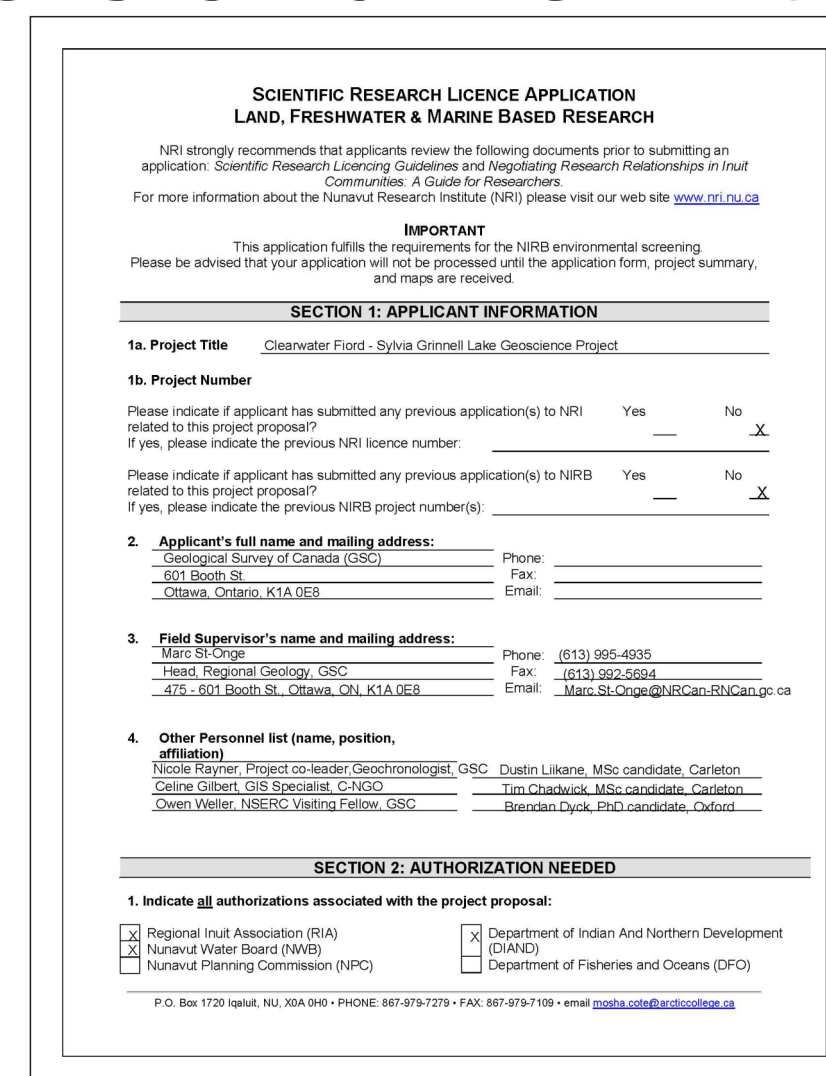 SCIENTIFIC RESEARCH LICENCE APPLICATION
LAND, FRESHWATER & MARINE BASED RESEARCH
NRI strongly recommends that applicants review the following documents prior to submitting an
application: Scientific Research Licencing Guidelines and Negotiating Research Relationships in Inuit
Communities: A Guide for Researchers.
For more information about the Nunavut Research Institute (NRI) please visit our web site www.nri.nu.ca
IMPORTANT
This application fulfills the requirements for the NIRB environmental screening.
Please be advised that your application will not be processed until the application form, project summary,
and maps are received.
SECTION 1: APPLICANT INFORMATION
1a. Project Title Clearwater Fiord - Sylvia Grinnell Lake Geoscience Project
1b. Project Number
Please indicate if applicant has submitted any previous application(s) to NRI Yes No
related to this project proposal? X
If yes, please indicate the previous NRI licence number:
Please indicate if applicant has submitted any previous application(s) to NIRB Yes No
related to this project proposal? X
If yes, please indicate the previous NIRB project number(s):
2. Applicant's full name and mailing address:
Geological Survey of Canada (GSC) Phone:
601 Booth St. Fax:
Ottawa, Ontario, K1A 0E8 Email:
3. Field Supervisor's name and mailing address:
Marc St-Onge Phone: (613) 995-4935
Head, Regional Geology, GSC Fax: (613) 992-5694
475 - 601 Booth St., Ottawa, ON, K1A 0E8 Email: Marc.St-Onge@NRCan-RNCan.gc.ca
4. Other Personnel list (name, position,
affiliation)
Nicole Rayner, Project co-leader,Geochronologist, GSC Dustin Liikane, MSc candidate, Carleton
Celine Gilbert, GIS Specialist, C-NGO Tim Chadwick, MSc candidate, Carleton
Owen Weller, NSERC Visiting Fellow, GSC Brendan Dyck, PhD candidate, Oxford
SECTION 2: AUTHORIZATION NEEDED
1. Indicate all authorizations associated with the project proposal:
X Regional Inuit Association (RIA) X Department of Indian And Northern Development
X Nunavut Water Board (NWB) (DIAND)
Nunavut Planning Commission (NPC) Department of Fisheries and Oceans (DFO)
P.O. Box 1720 Iqaluit, NU, X0A 0H0 • PHONE: 867-979-7279 • FAX: 867-979-7109 • email mosha.cote@arcticcollege.ca